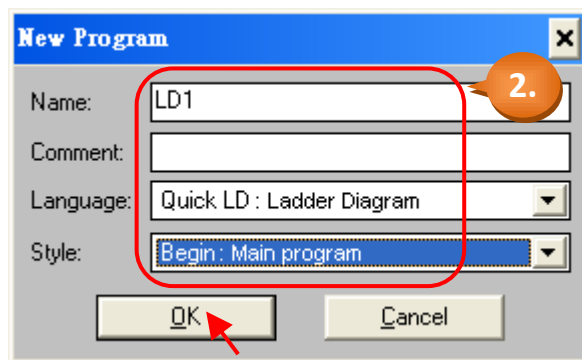 New Program
2.
Name: LD1
Comment:
Language: Quick LD : Ladder Diagram
Style: Begin : Main program
OK Cancel